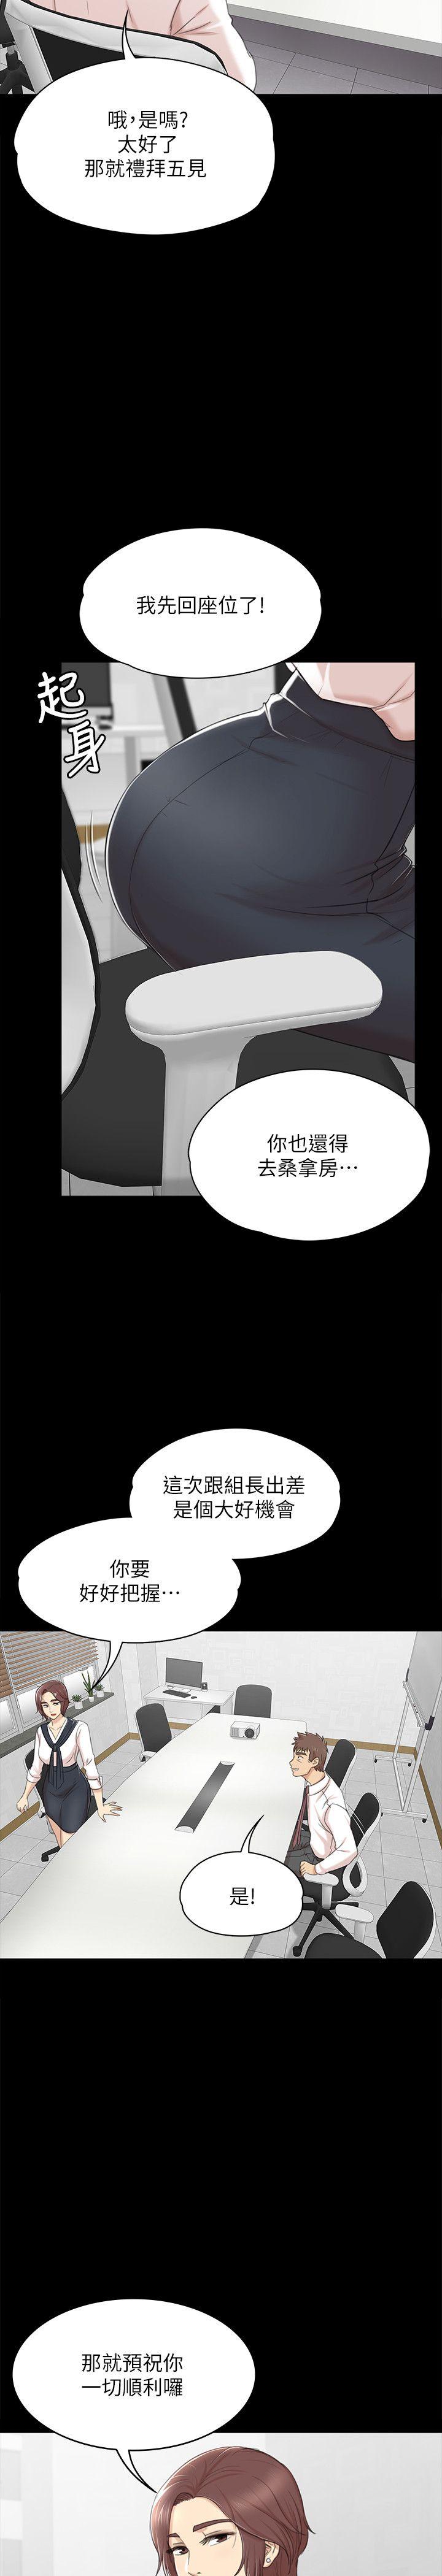 哦，是嗎?
太好了
那就禮拜五見
我先回座位了!
起身
你也還得
去桑拿房…
這次跟組長出差
是個大好機會
你要
好好把握…
是!
那就預祝你
一切順利囉